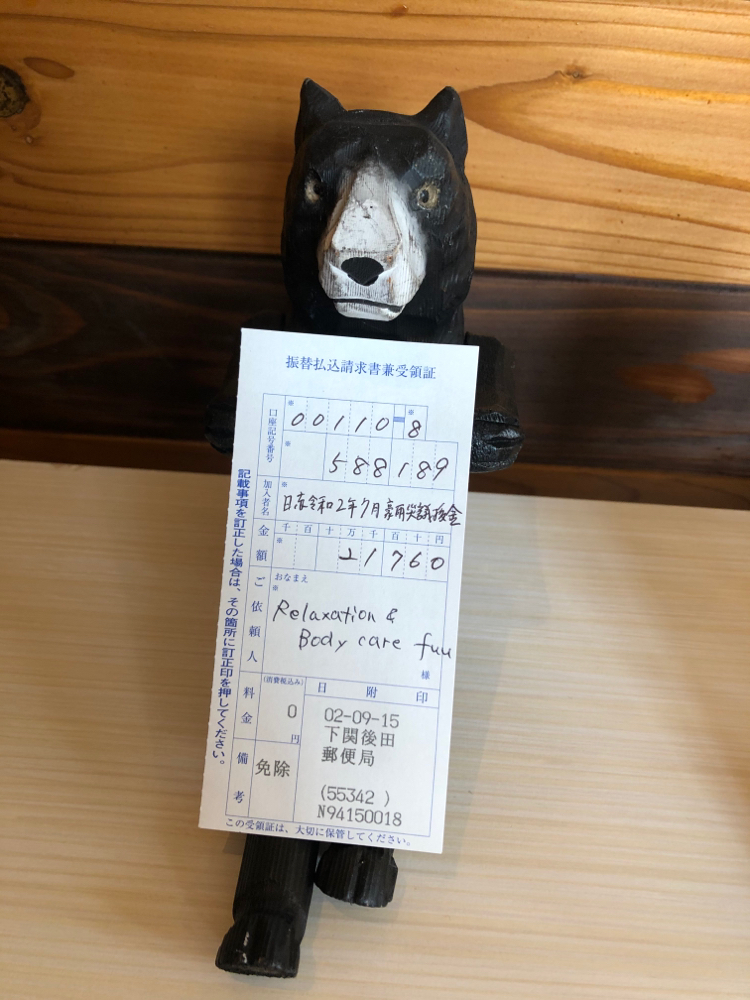 振替払込請求書兼受領証
口座記号番号
※
00110-8
※
588189
加入者名
※
日赤令和2年7月豪雨災害義援金
金額
千百十万千百十円
※
21760
ご依頼人
おなまえ
※
Relaxation &
Body care fuu
様
料金
(消費税込み)
0
円
日附印
02-09-15
下関後田
郵便局
(55342 )
N94150018
備考
免除
記載事項を訂正した場合は、その箇所に訂正印を押してください。
この受領証は、大切に保管してください。